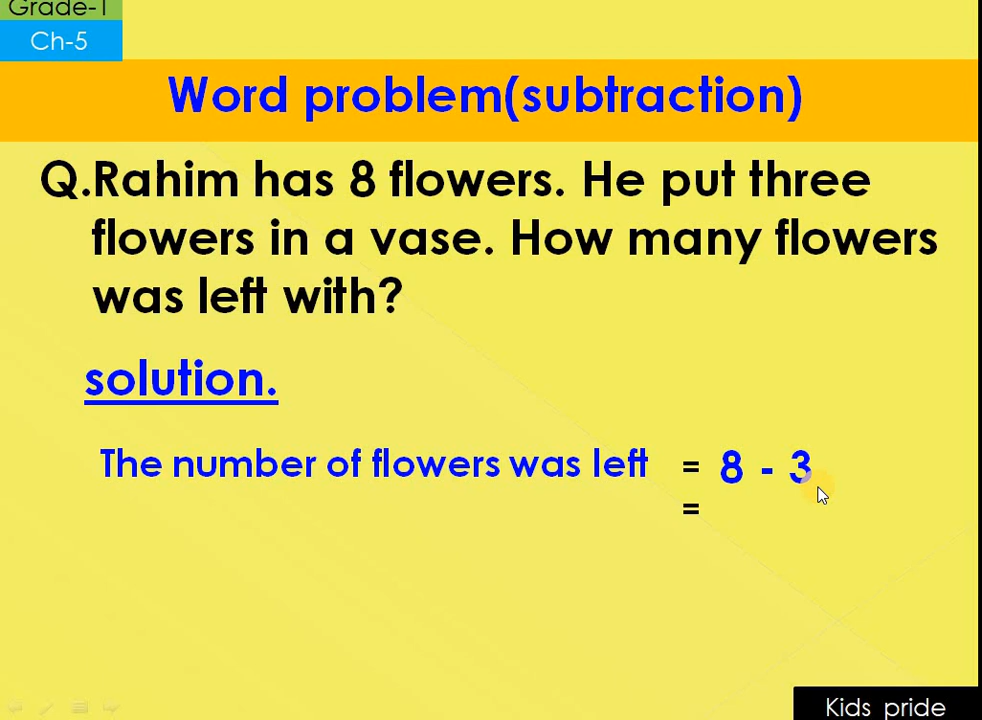 Grade-1
Ch-5
Word problem(subtraction)
Q.Rahim has 8 flowers. He put three
flowers in a vase. How many flowers
was left with?
solution.
The number of flowers was left = 8 - 3
=
Kids pride